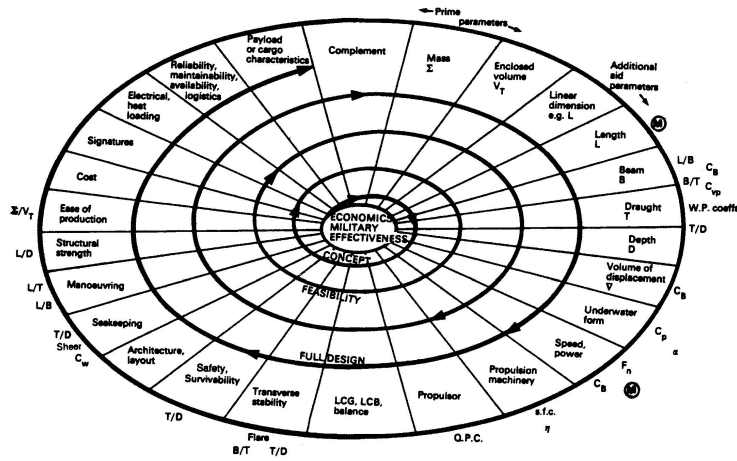 Prime
parameters
Payload
or cargo
characteristics
Complement
Mass
Σ
Enclosed
volume
V_T
Linear
dimension
e.g. L
Additional
aid
parameters
Ⓜ
Length
L
L/B
C_B
Beam
B
B/T
C_vp
Draught
T
W.P. coeffs
T/D
Depth
D
Volume of
displacement
∇
C_B
Underwater
form
C_p
α
Speed,
power
F_n
C_B
Ⓜ
Propulsion
machinery
s.f.c.
η
Propulsor
Q.P.C.
LCG, LCB,
balance
Transverse
stability
Flare
B/T T/D
Safety,
Survivability
T/D
Architecture,
layout
Seakeeping
T/D
Sheer
C_w
Manoeuvring
L/T
L/B
Structural
strength
L/D
Ease of
production
Σ/V_T
Cost
Signatures
Electrical,
heat
loading
Reliability,
maintainability,
availability,
logistics
ECONOMICS
MILITARY
EFFECTIVENESS
CONCEPT
FEASIBILITY
FULL DESIGN